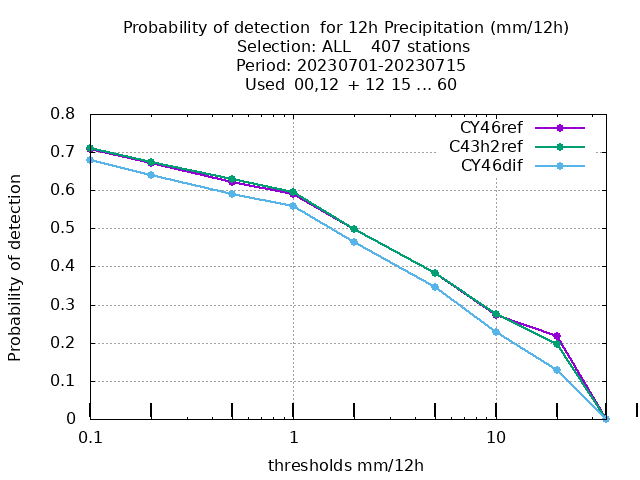 Probability of detection  for 12h Precipitation (mm/12h)
Selection: ALL    407 stations
Period: 20230701-20230715
Used  00,12  + 12 15 ... 60
CY46ref
C43h2ref
CY46dif
0.8
0.7
0.6
0.5
0.4
0.3
0.2
0.1
0
Probability of detection
0.1
1
10
thresholds mm/12h